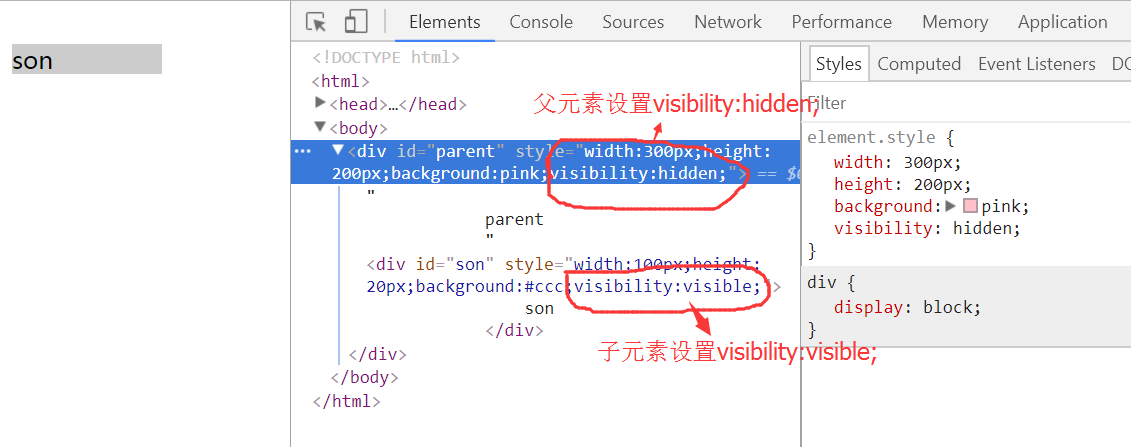 son
Elements Console Sources Network Performance Memory Application
<!DOCTYPE html>
<html>
▶<head>…</head>
▼<body>
父元素设置visibility:hidden;
••• ▼<div id="parent" style="width:300px;height:
200px;background:pink;visibility:hidden;"> == $
"
parent
"
<div id="son" style="width:100px;height:
20px;background:#ccc;visibility:visible;">
son
</div>
子元素设置visibility:visible;
</div>
</body>
</html>
Styles Computed Event Listeners
Filter
element.style {
width: 300px;
height: 200px;
background:▶ pink;
visibility: hidden;
}
div {
display: block;
}